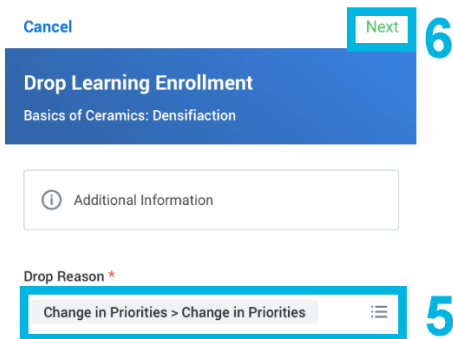 Cancel
Next
6
Drop Learning Enrollment
Basics of Ceramics: Densifiaction
Additional Information
Drop Reason *
Change in Priorities > Change in Priorities
5